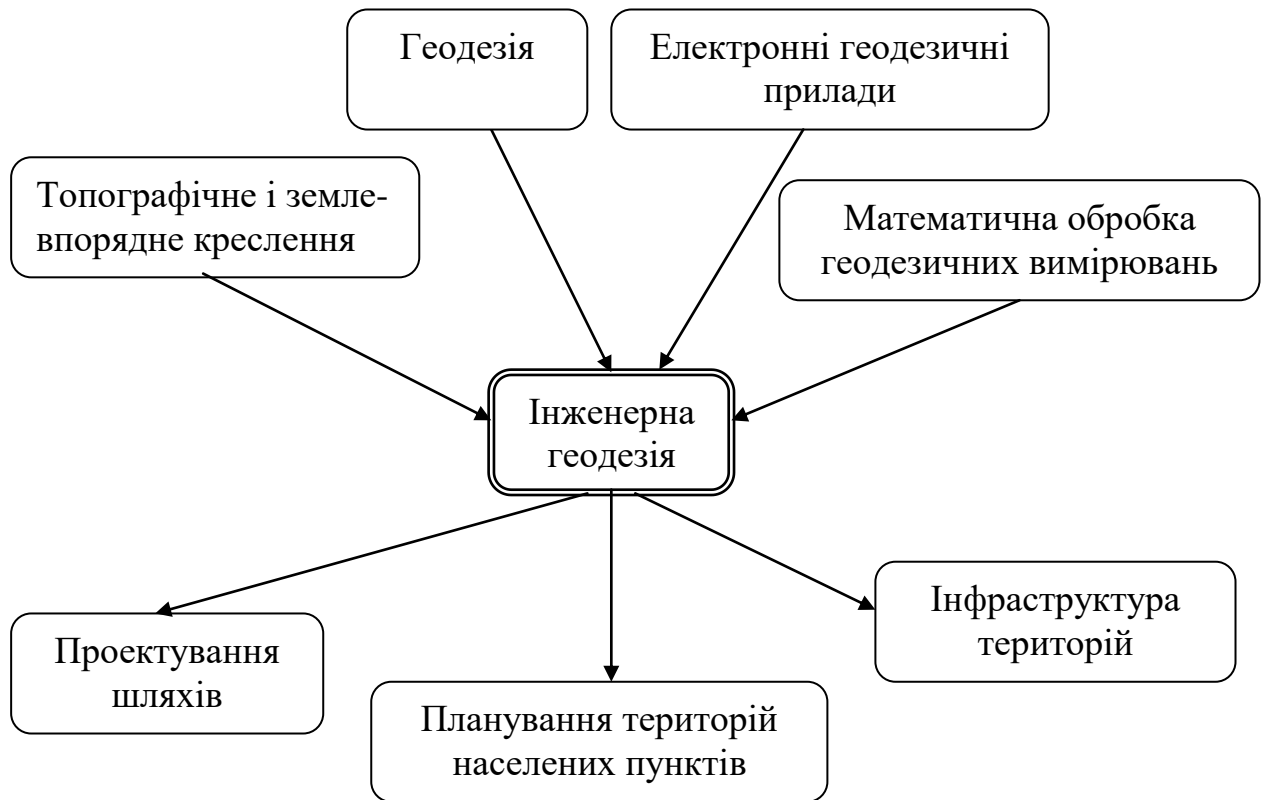 Геодезія
Електронні геодезичні
прилади
Топографічне і земле-
впорядне креслення
Математична обробка
геодезичних вимірювань
Інженерна
геодезія
Інфраструктура
територій
Проектування
шляхів
Планування територій
населених пунктів